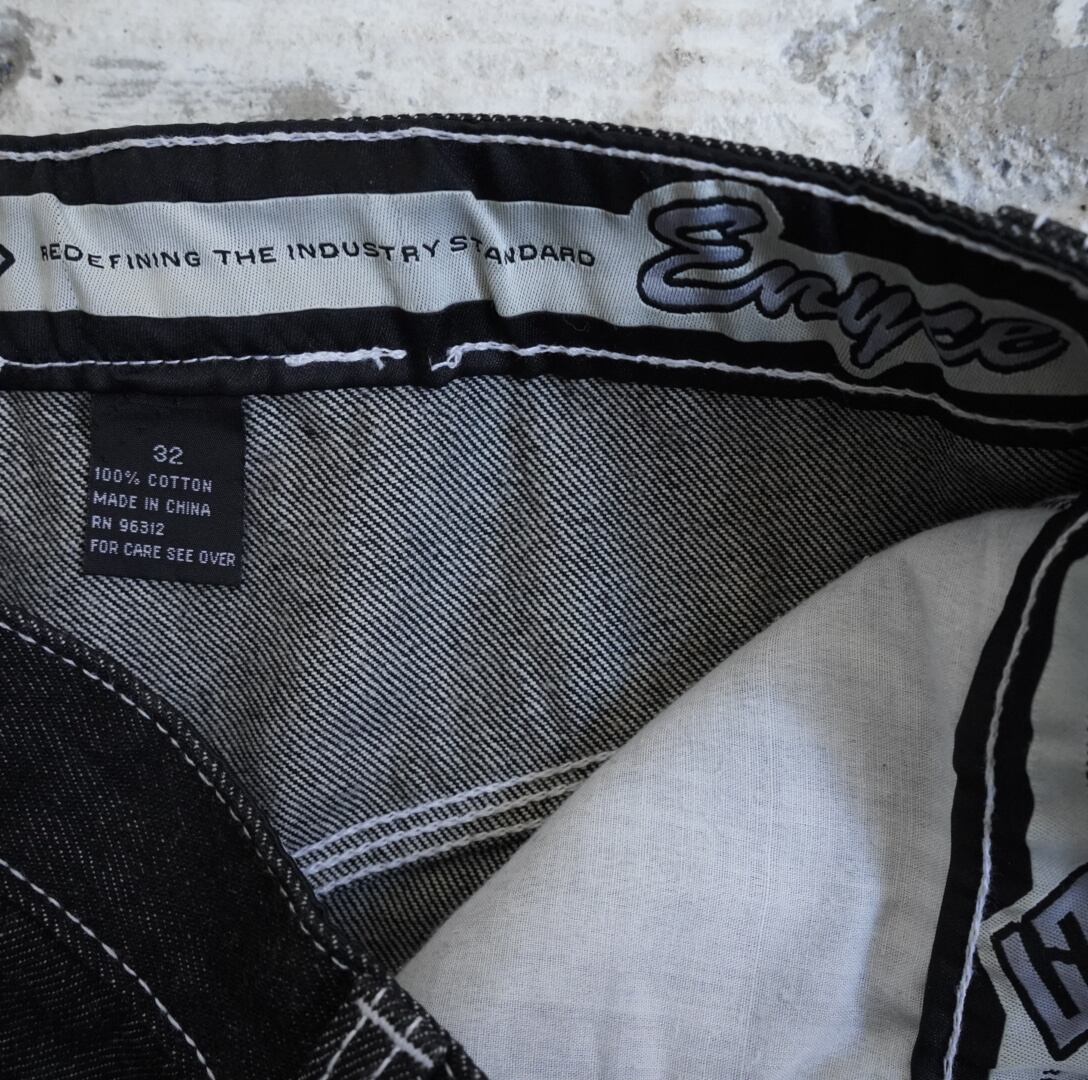 REDEFINING THE INDUSTRY STANDARD
Enyce
32
100% COTTON
MADE IN CHINA
RN 96312
FOR CARE SEE OVER